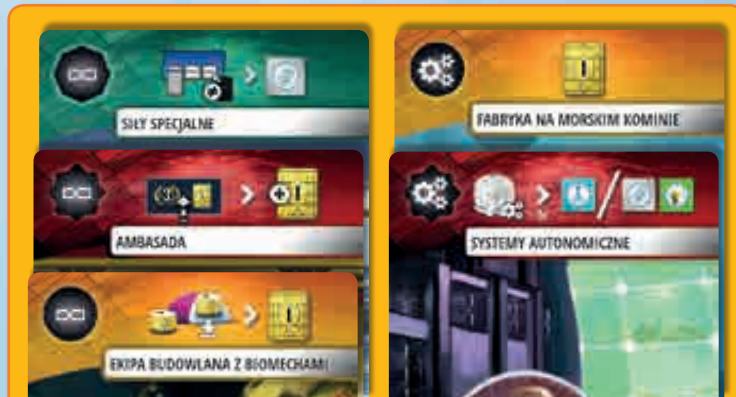 SIŁY SPECJALNE
AMBASADA
EKIPA BUDOWLANA Z BIOMECHAMI
FABRYKA NA MORSKIM KOMINIE
SYSTEMY AUTONOMICZNE